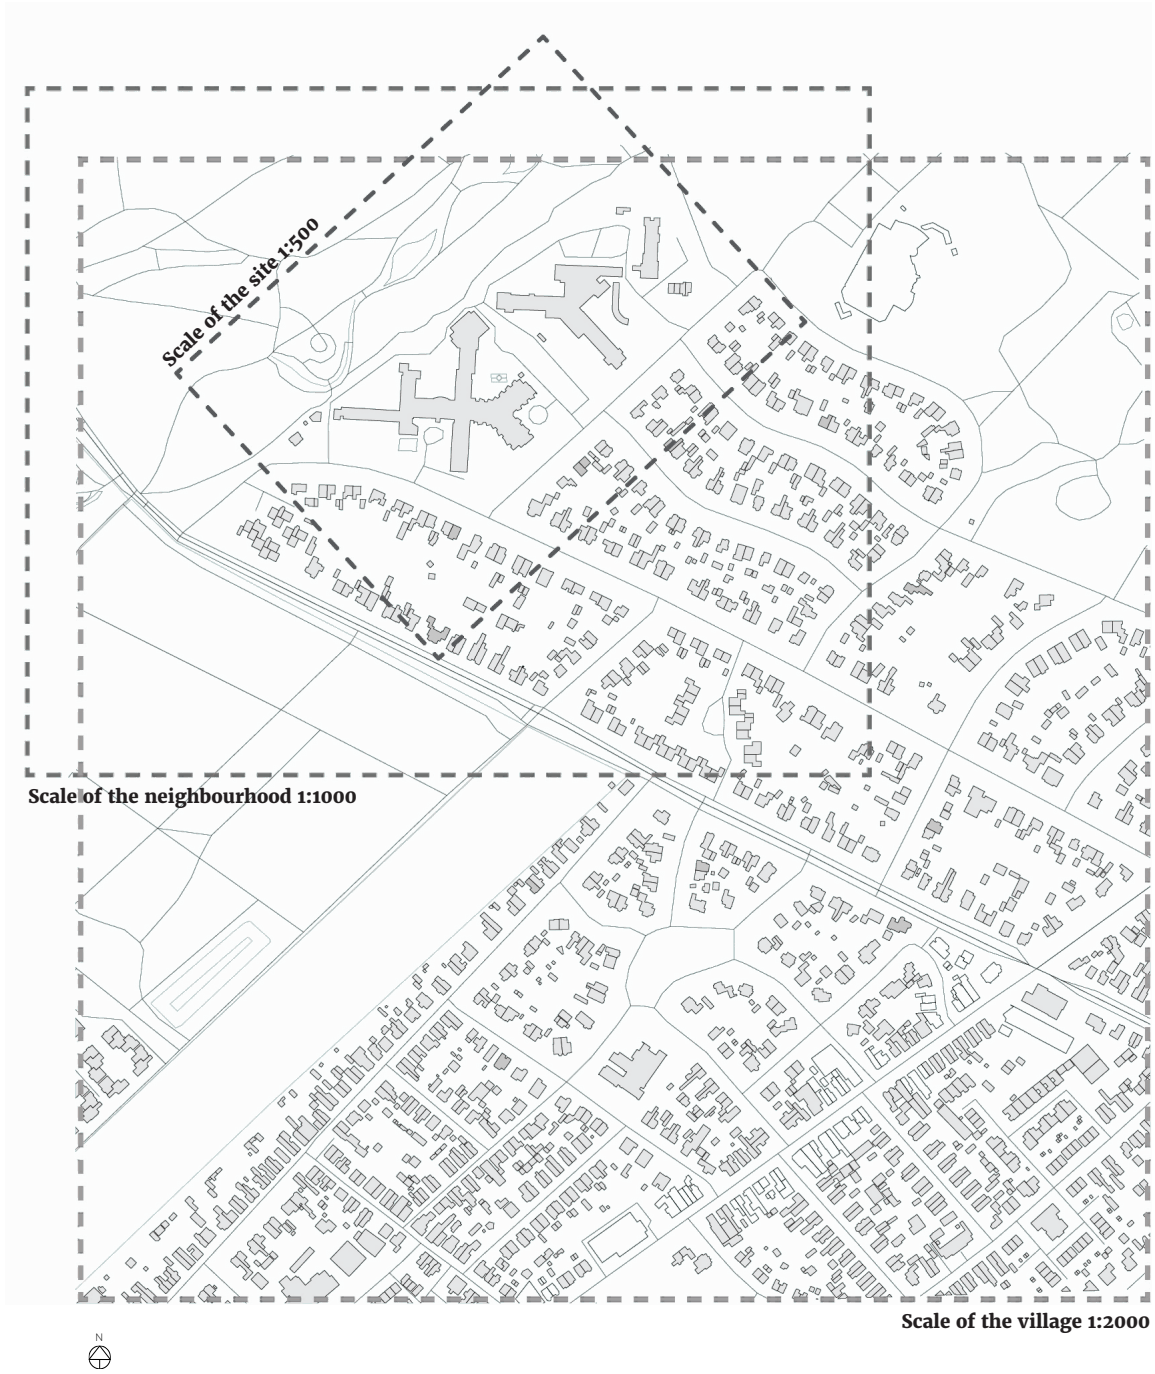 Scale of the site 1:500
Scale of the neighbourhood 1:1000
Scale of the village 1:2000
N